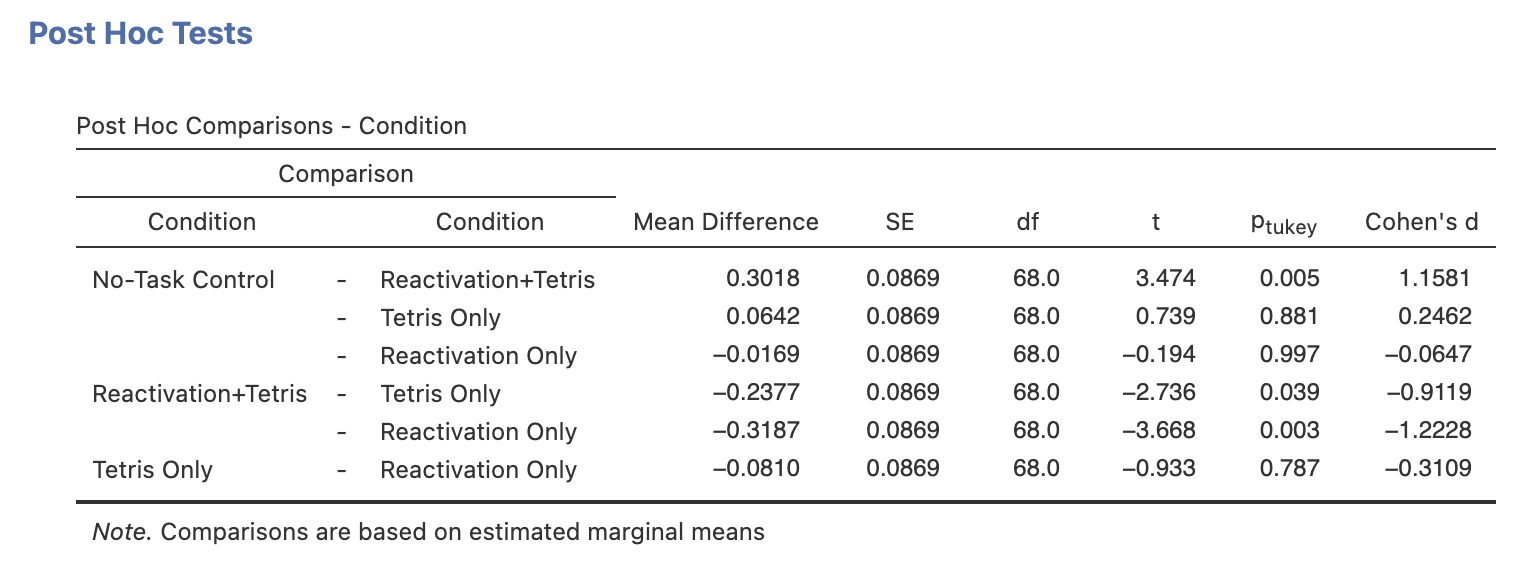 Post Hoc Tests
Post Hoc Comparisons - Condition
Comparison
Condition Condition Mean Difference SE df t ptukey Cohen's d
No-Task Control - Reactivation+Tetris 0.3018 0.0869 68.0 3.474 0.005 1.1581
- Tetris Only 0.0642 0.0869 68.0 0.739 0.881 0.2462
- Reactivation Only −0.0169 0.0869 68.0 −0.194 0.997 −0.0647
Reactivation+Tetris - Tetris Only −0.2377 0.0869 68.0 −2.736 0.039 −0.9119
- Reactivation Only −0.3187 0.0869 68.0 −3.668 0.003 −1.2228
Tetris Only - Reactivation Only −0.0810 0.0869 68.0 −0.933 0.787 −0.3109
Note. Comparisons are based on estimated marginal means